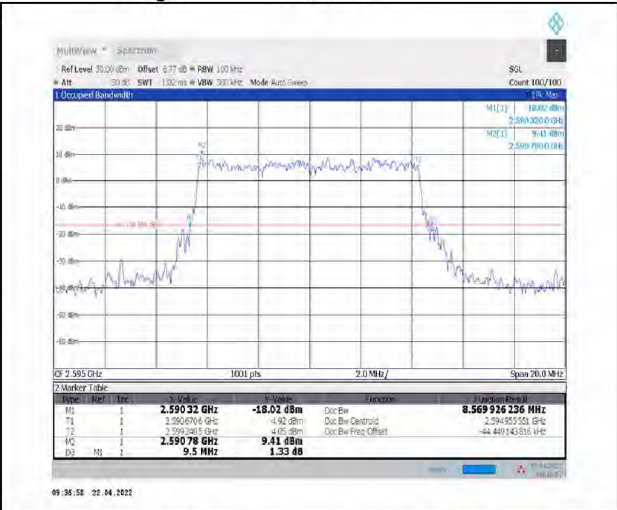 MultiView Spectrum
Ref Level 30.00 dBm Offset 6.77 dB RBW 100 kHz SGL
Att 30 dB SWT 1.02 ms VBW 300 kHz Mode Auto Sweep Count 100/100
1 Occupied Bandwidth
M1[1] -18.02 dBm
2.590 320 0 GHz
M2[1] 9.41 dBm
2.590 780 0 GHz
20 dBm
10 dBm
0 dBm
-10 dBm
-20 dBm
-30 dBm
-40 dBm
-50 dBm
-60 dBm
CF 2.595 GHz 1001 pts 2.0 MHz/ Span 20.0 MHz
2 Marker Table
Type Ref Trc X-Value Y-Value Function Function Result
M1 1 2.590 32 GHz -18.02 dBm Occ Bw 8.569 926 236 MHz
T1 1 2.5906706 GHz 4.92 dBm Occ Bw Centroid 2.594955551 GHz
T2 1 2.5992405 GHz 4.05 dBm Occ Bw Freq Offset -44.449143816 kHz
M2 1 2.590 78 GHz 9.41 dBm
D3 M1 1 9.5 MHz 1.33 dB
09:36:58 22.04.2022